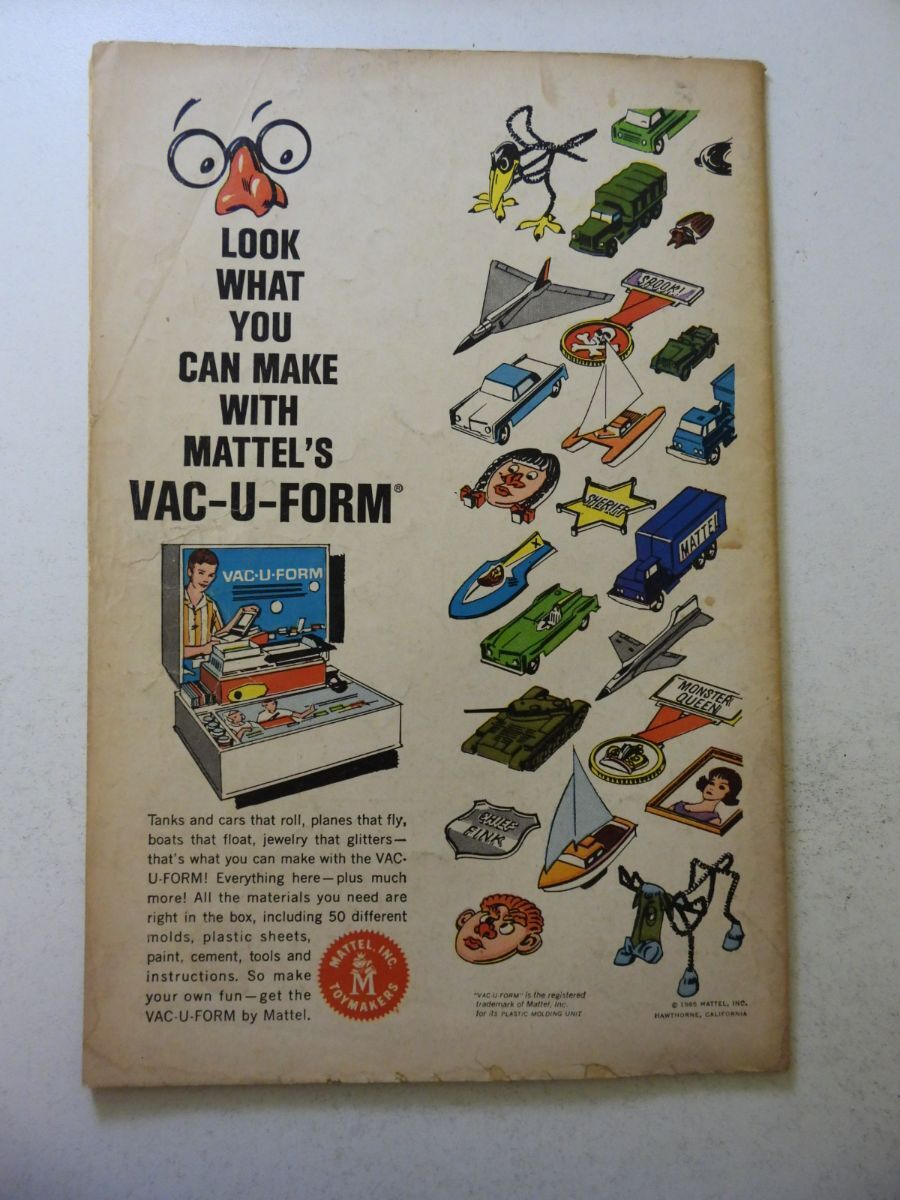 LOOK
WHAT
YOU
CAN MAKE
WITH
MATTEL'S
VAC-U-FORM®
VAC-U-FORM
Tanks and cars that roll, planes that fly,
boats that float, jewelry that glitters—
that's what you can make with the VAC-
U-FORM! Everything here—plus much
more! All the materials you need are
right in the box, including 50 different
molds, plastic sheets,
paint, cement, tools and
instructions. So make
your own fun—get the
VAC-U-FORM by Mattel.
MATTEL, INC.
M
TOYMAKERS
SPOOK!
SHERIFF
MATTEL
X
MONSTER
QUEEN
CHIEF
FINK
"VAC-U-FORM" is the registered
trademark of Mattel, Inc.
for its PLASTIC MOLDING UNIT
© 1965 MATTEL, INC.
HAWTHORNE, CALIFORNIA